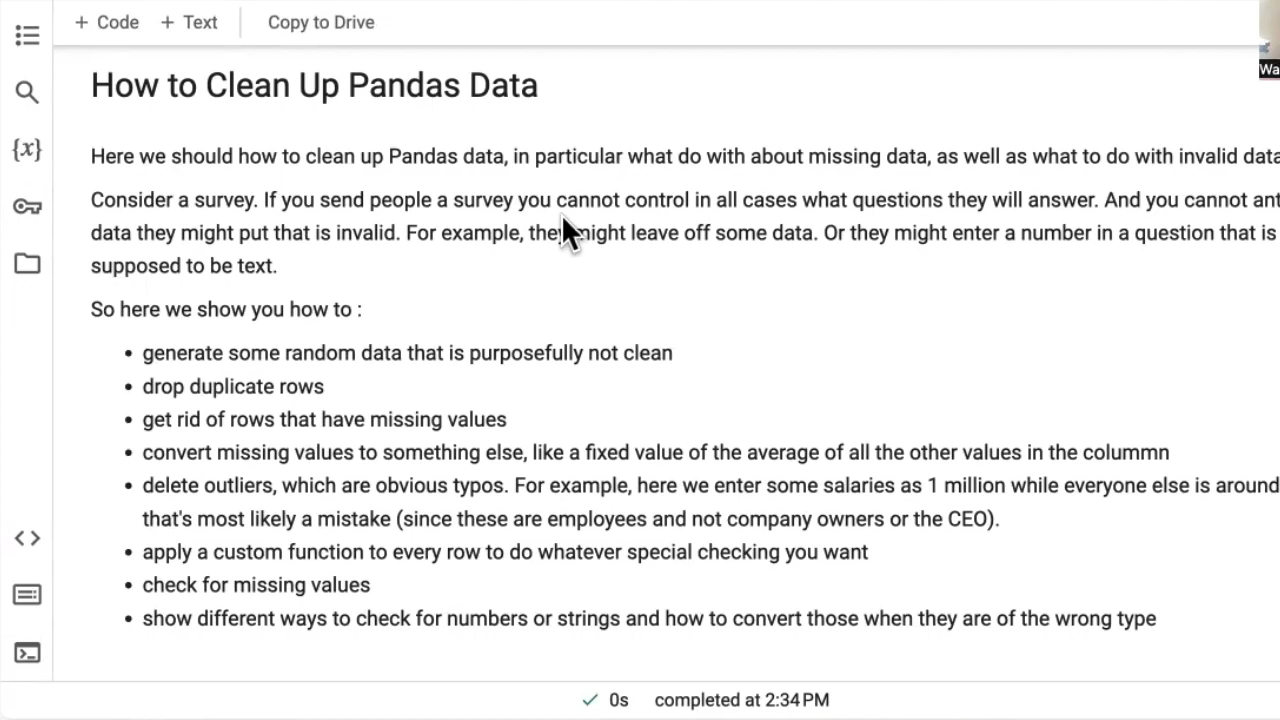 + Code + Text Copy to Drive
How to Clean Up Pandas Data
Wa
{x}
Here we should how to clean up Pandas data, in particular what do with about missing data, as well as what to do with invalid data
Consider a survey. If you send people a survey you cannot control in all cases what questions they will answer. And you cannot ant
data they might put that is invalid. For example, they might leave off some data. Or they might enter a number in a question that is
supposed to be text.
So here we show you how to :
• generate some random data that is purposefully not clean
• drop duplicate rows
• get rid of rows that have missing values
• convert missing values to something else, like a fixed value of the average of all the other values in the columnn
• delete outliers, which are obvious typos. For example, here we enter some salaries as 1 million while everyone else is around
that's most likely a mistake (since these are employees and not company owners or the CEO).
• apply a custom function to every row to do whatever special checking you want
• check for missing values
• show different ways to check for numbers or strings and how to convert those when they are of the wrong type
0s completed at 2:34 PM